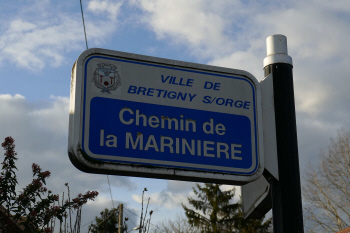 VILLE DE
BRETIGNY S/ORGE
Chemin de
la MARINIERE